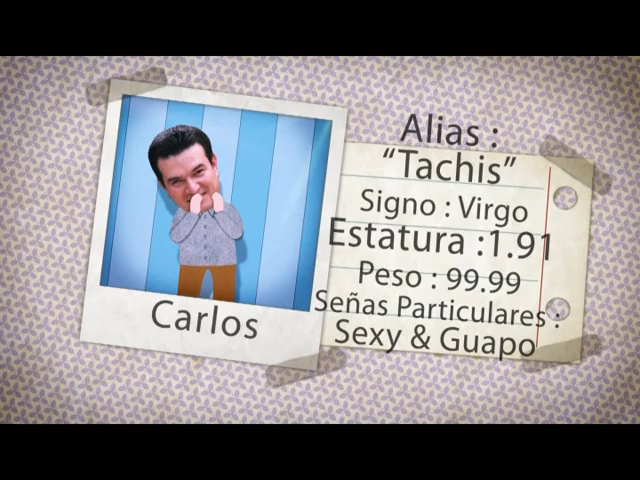 Alias :
“Tachis”
Signo : Virgo
Estatura :1.91
Peso : 99.99
Señas Particulares :
Sexy & Guapo
Carlos